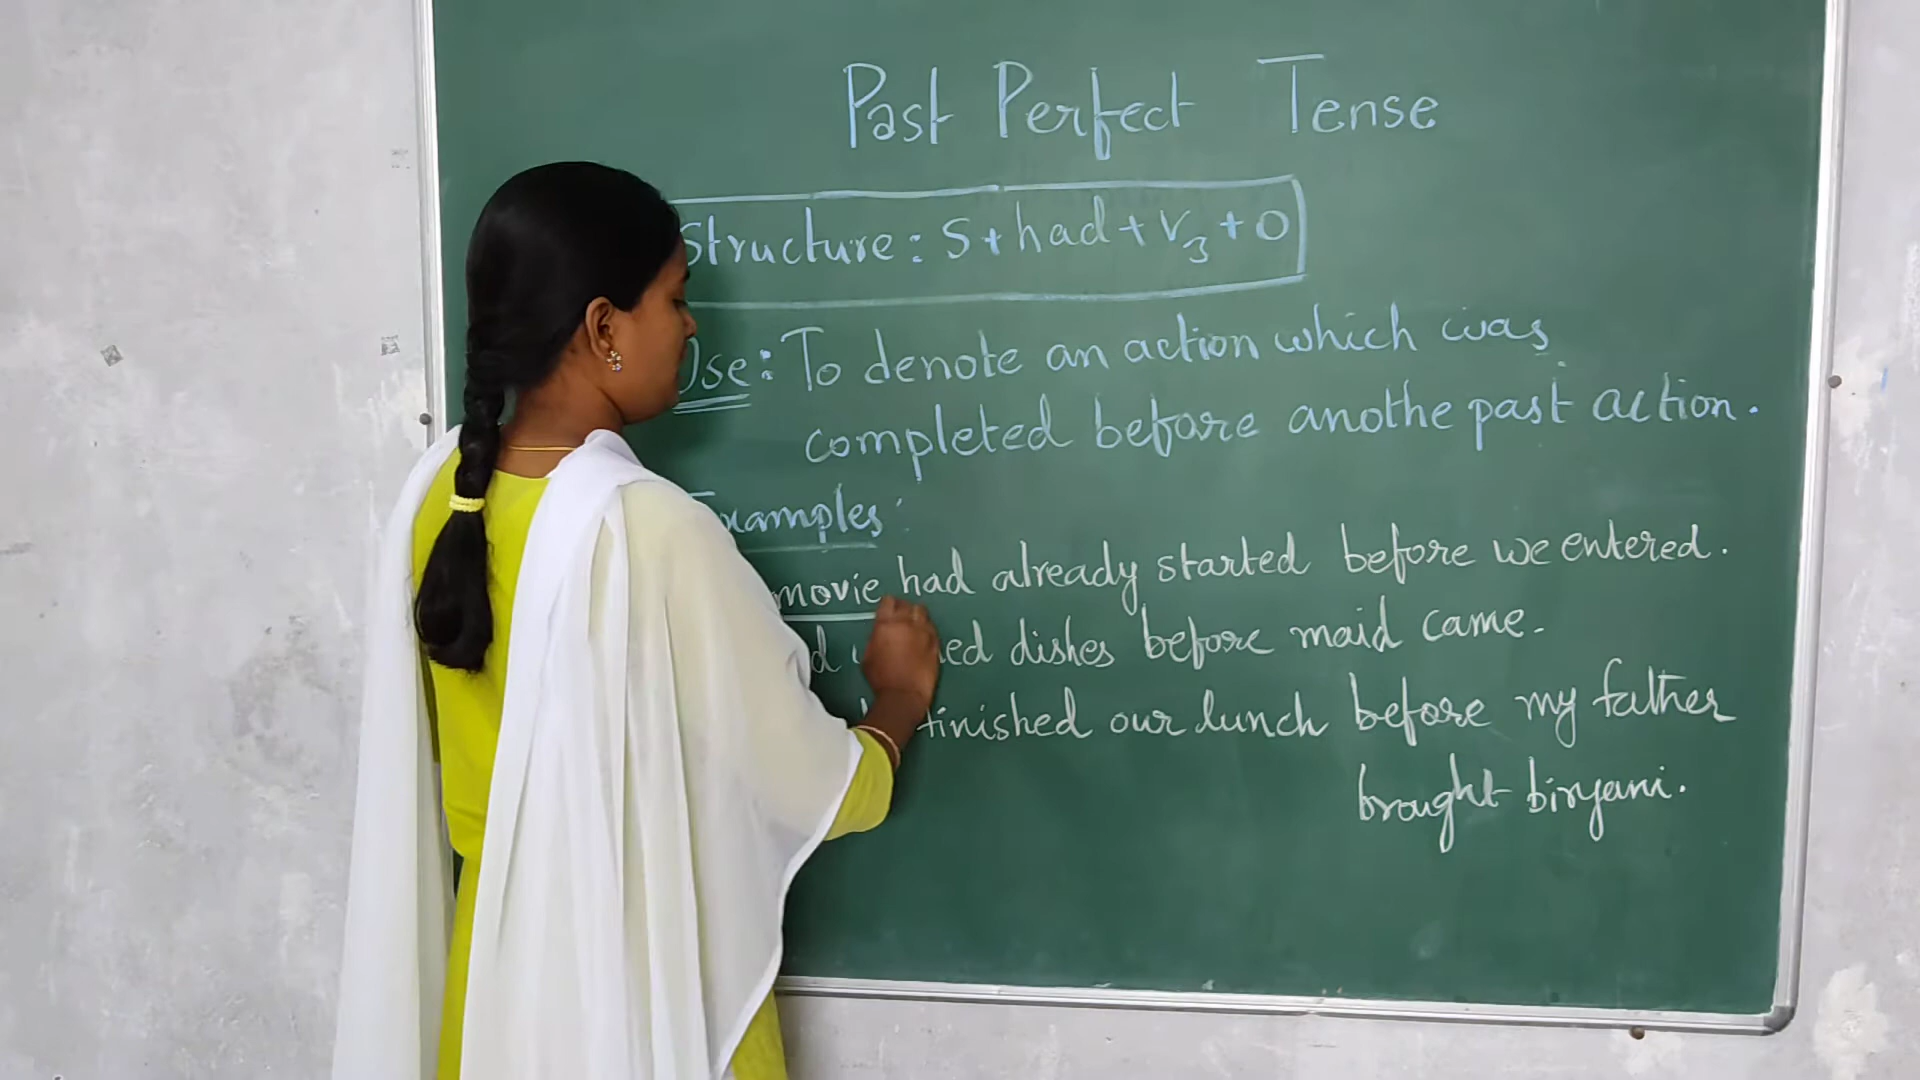 Past Perfect Tense
Structure: S + had + V3 + O
Use: To denote an action which was
completed before anothe past action.
Examples:
movie had already started before we entered.
dishes before maid came.
finished our lunch before my father
brought biryani.